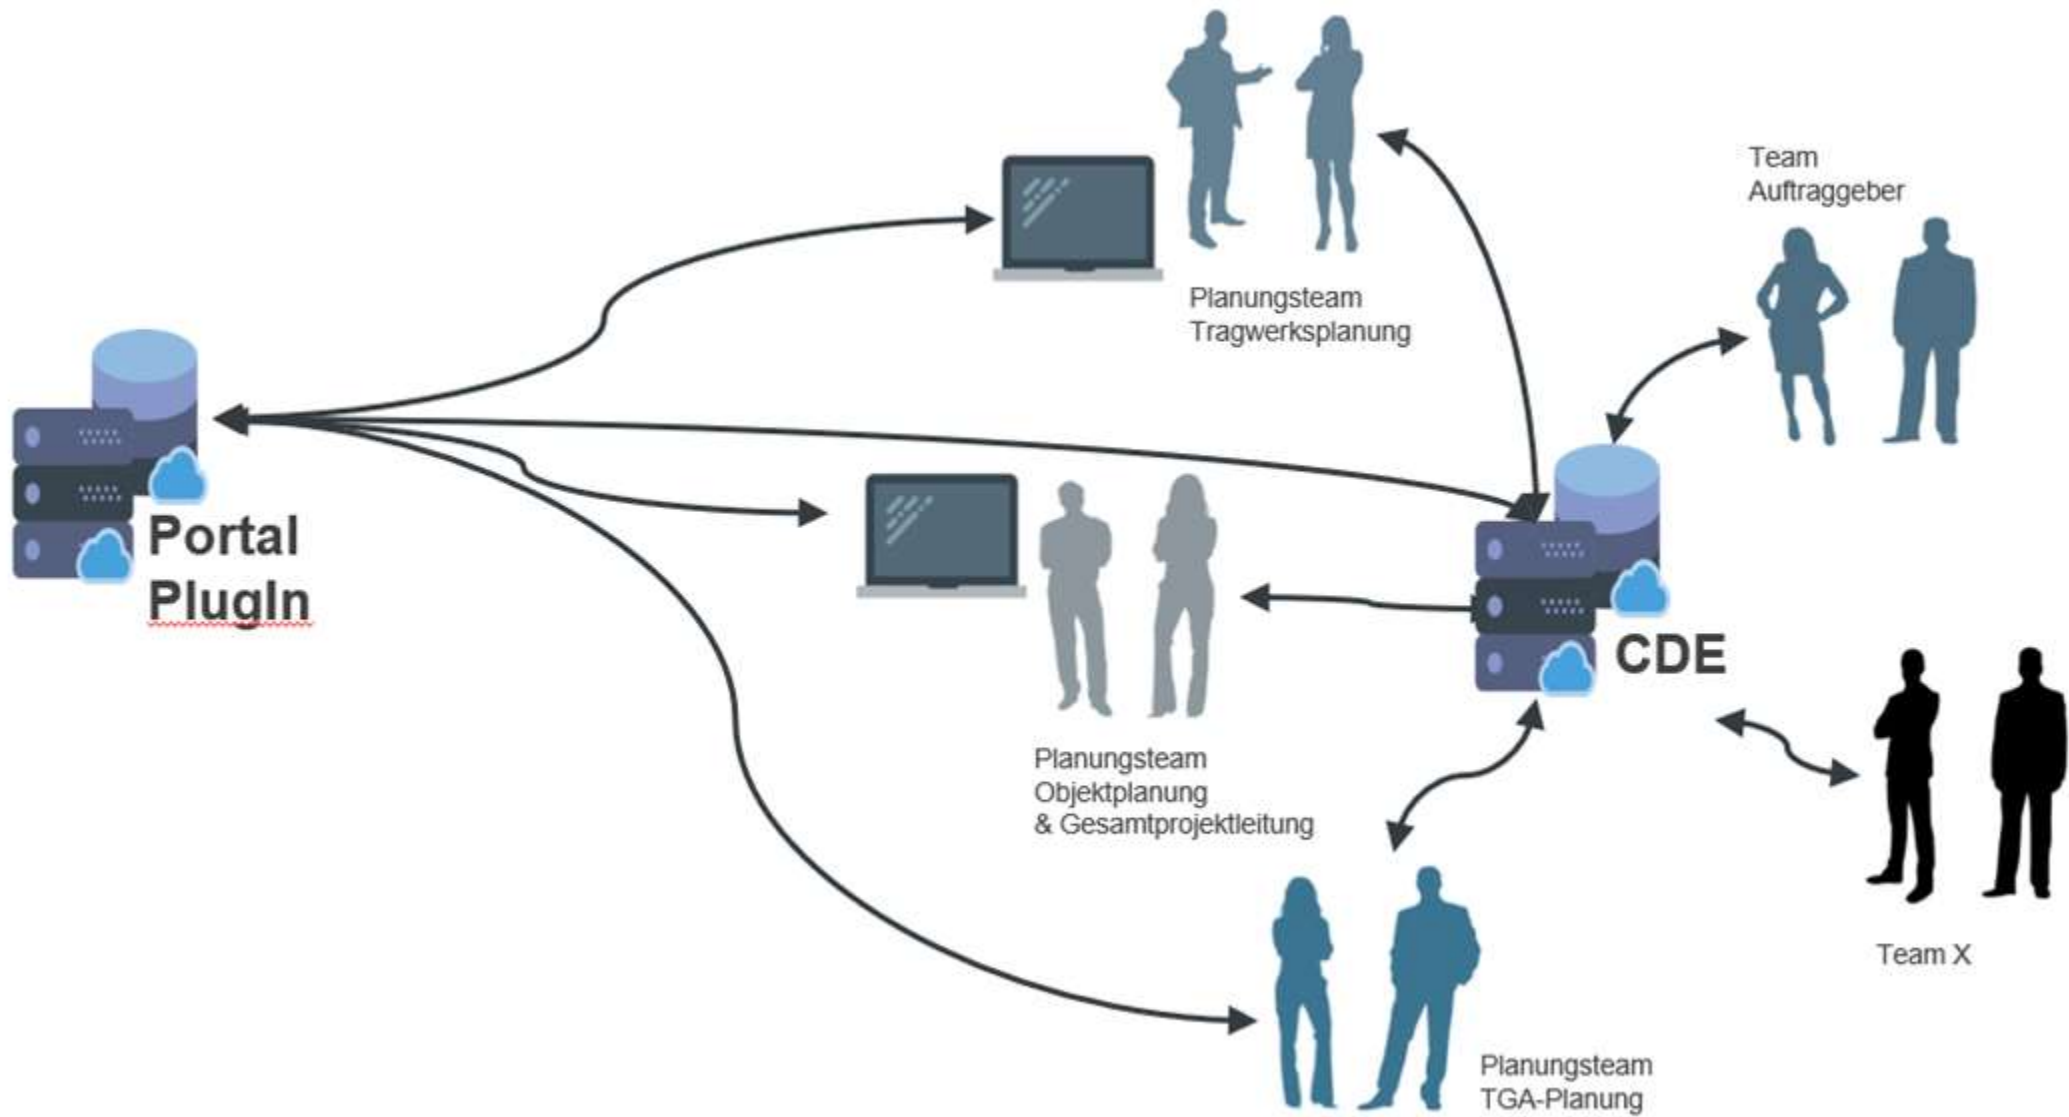 Team
Auftraggeber
Planungsteam
Tragwerksplanung
Portal
PlugIn
CDE
Planungsteam
Objektplanung
& Gesamtprojektleitung
Team X
Planungsteam
TGA-Planung